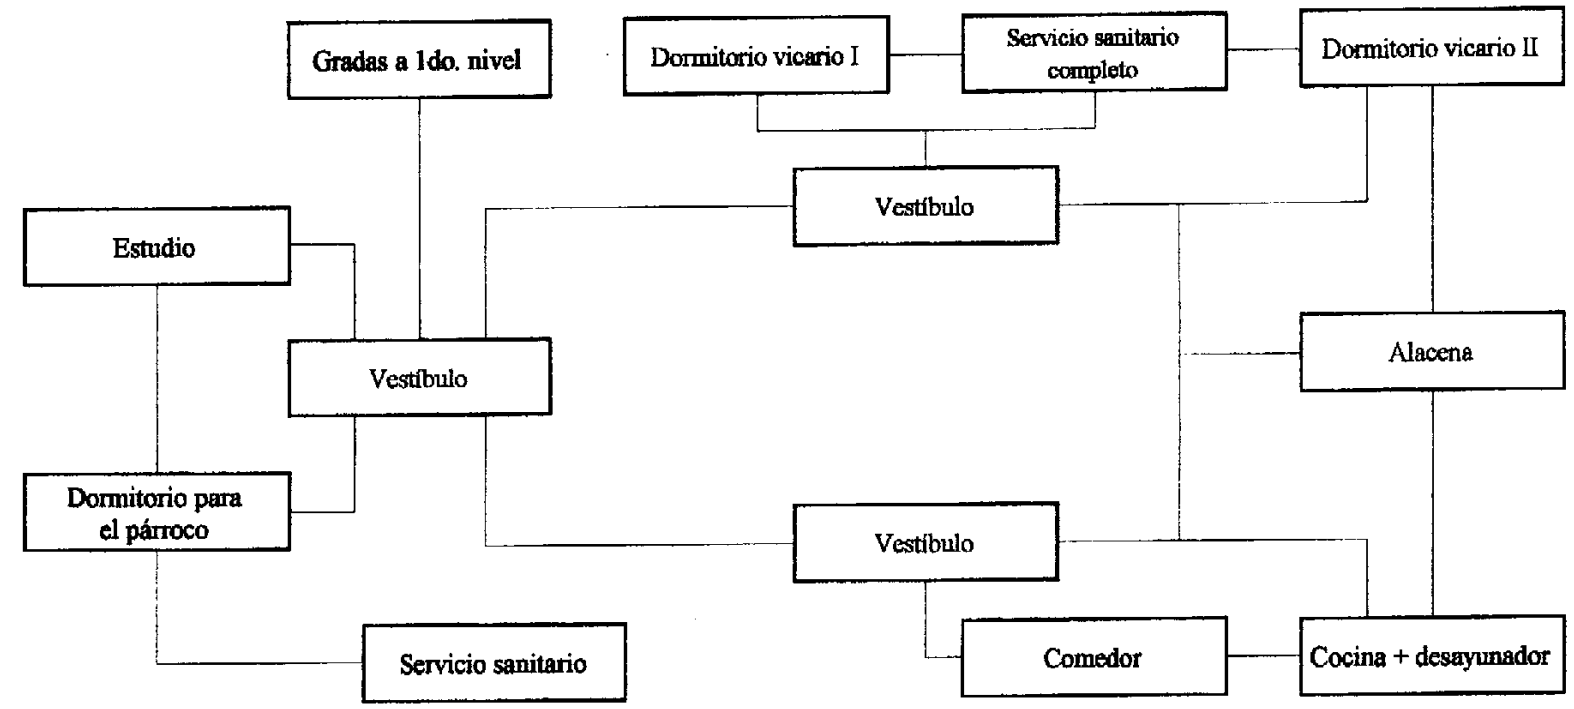 Gradas a 1do. nivel
Dormitorio vicario I
Servicio sanitario
completo
Dormitorio vicario II
Vestíbulo
Estudio
Vestíbulo
Alacena
Dormitorio para
el párroco
Vestíbulo
Servicio sanitario
Comedor
Cocina + desayunador